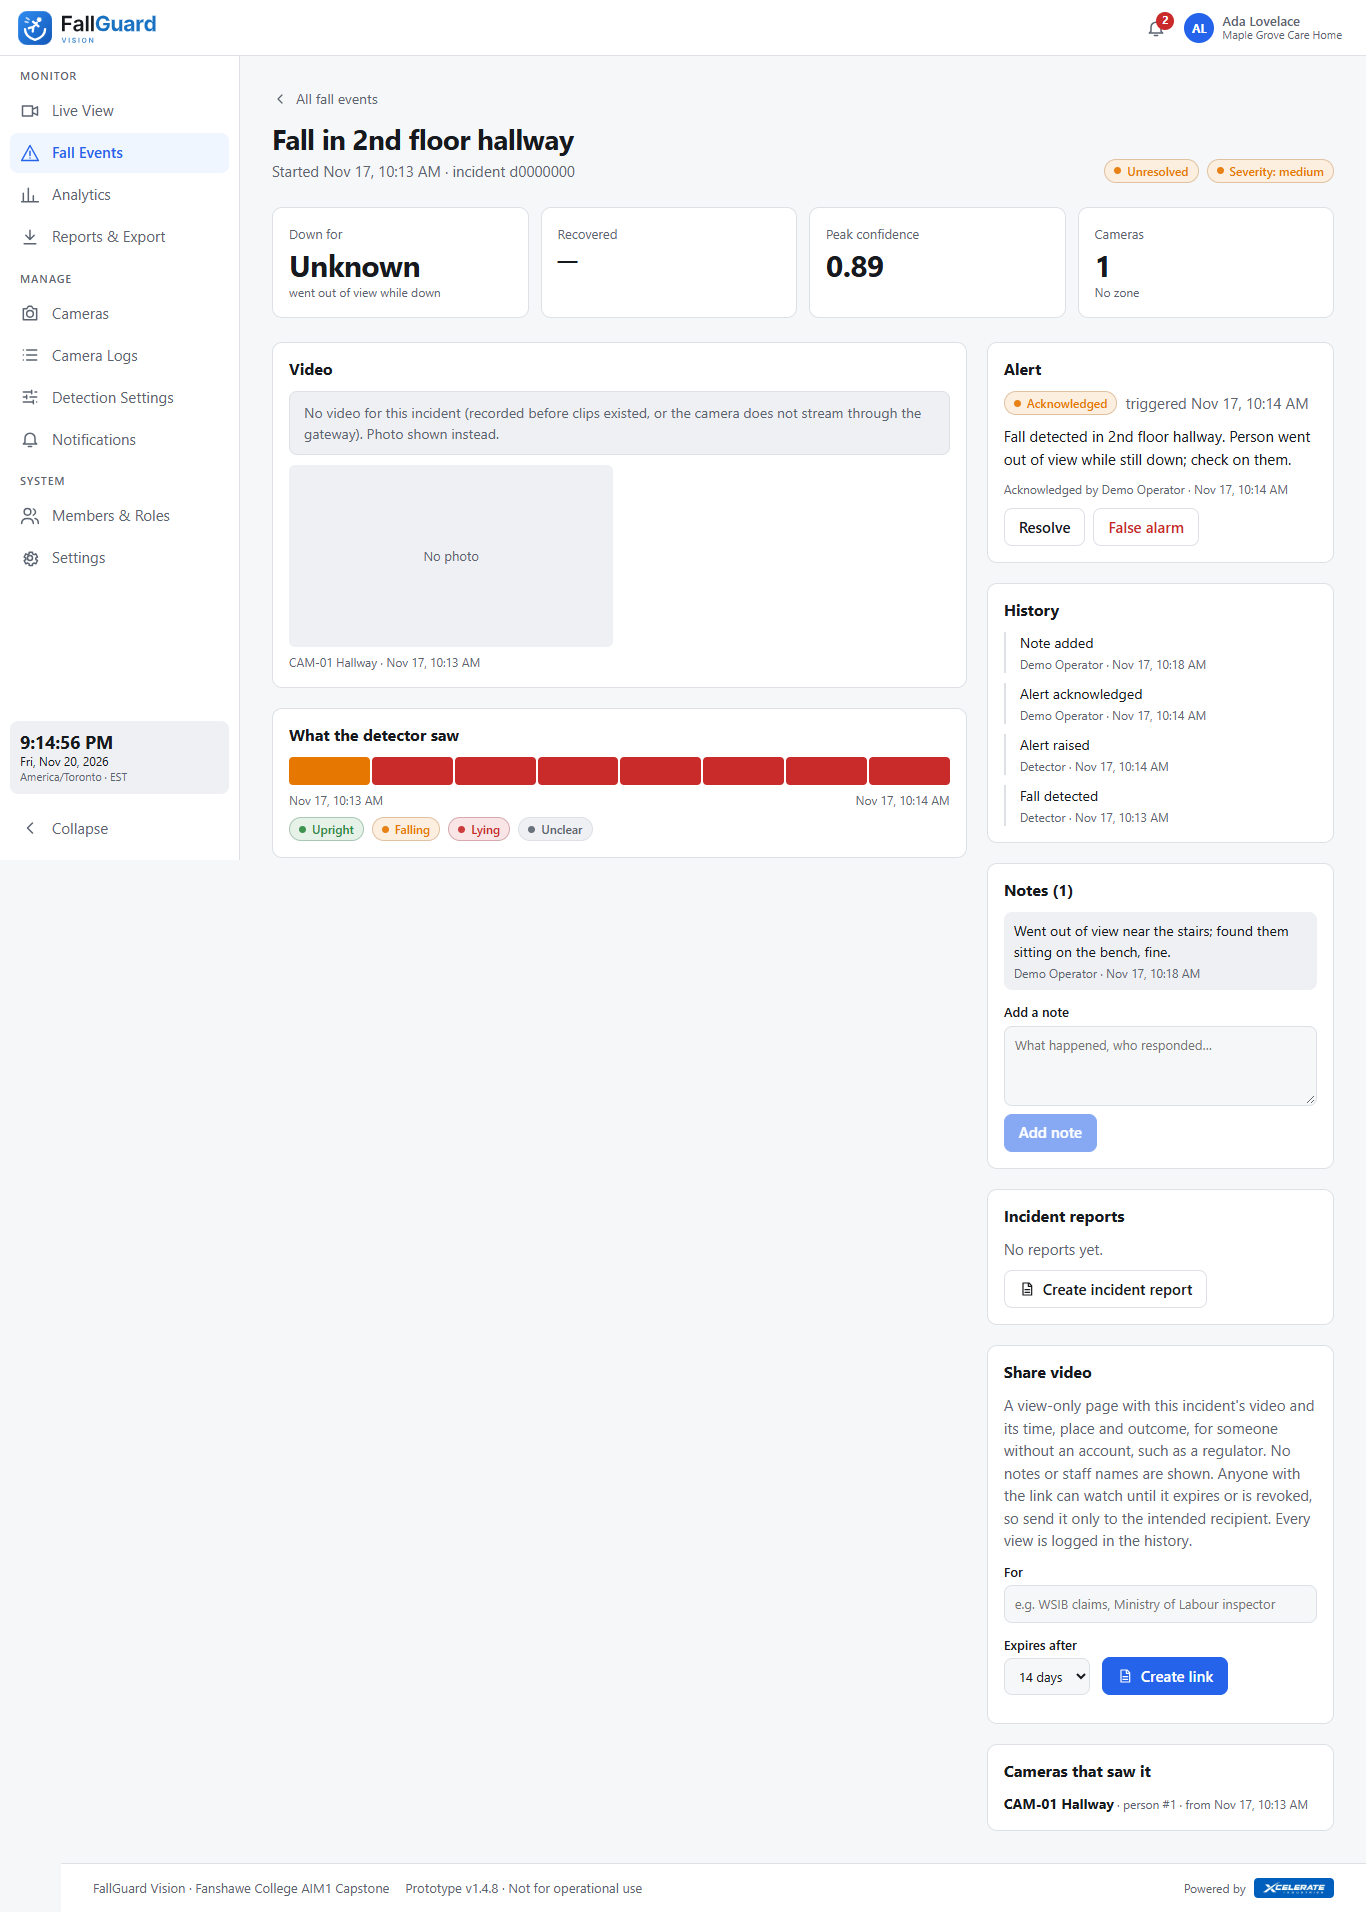 FallGuard
VISION
2
AL
Ada Lovelace
Maple Grove Care Home
MONITOR
Live View
Fall Events
Analytics
Reports & Export
MANAGE
Cameras
Camera Logs
Detection Settings
Notifications
SYSTEM
Members & Roles
Settings
9:14:56 PM
Fri, Nov 20, 2026
America/Toronto · EST
Collapse
All fall events
Fall in 2nd floor hallway
Started Nov 17, 10:13 AM · incident d0000000
Unresolved
Severity: medium
Down for
Unknown
went out of view while down
Recovered
—
Peak confidence
0.89
Cameras
1
No zone
Video
No video for this incident (recorded before clips existed, or the camera does not stream through the
gateway). Photo shown instead.
No photo
CAM-01 Hallway · Nov 17, 10:13 AM
What the detector saw
Nov 17, 10:13 AM
Nov 17, 10:14 AM
Upright
Falling
Lying
Unclear
Alert
Acknowledged
triggered Nov 17, 10:14 AM
Fall detected in 2nd floor hallway. Person went
out of view while still down; check on them.
Acknowledged by Demo Operator · Nov 17, 10:14 AM
Resolve
False alarm
History
Note added
Demo Operator · Nov 17, 10:18 AM
Alert acknowledged
Demo Operator · Nov 17, 10:14 AM
Alert raised
Detector · Nov 17, 10:14 AM
Fall detected
Detector · Nov 17, 10:13 AM
Notes (1)
Went out of view near the stairs; found them
sitting on the bench, fine.
Demo Operator · Nov 17, 10:18 AM
Add a note
What happened, who responded...
Add note
Incident reports
No reports yet.
Create incident report
Share video
A view-only page with this incident's video and
its time, place and outcome, for someone
without an account, such as a regulator. No
notes or staff names are shown. Anyone with
the link can watch until it expires or is revoked,
so send it only to the intended recipient. Every
view is logged in the history.
For
e.g. WSIB claims, Ministry of Labour inspector
Expires after
14 days
Create link
Cameras that saw it
CAM-01 Hallway · person #1 · from Nov 17, 10:13 AM
FallGuard Vision · Fanshawe College AIM1 Capstone
Prototype v1.4.8 · Not for operational use
Powered by
XCELERATE